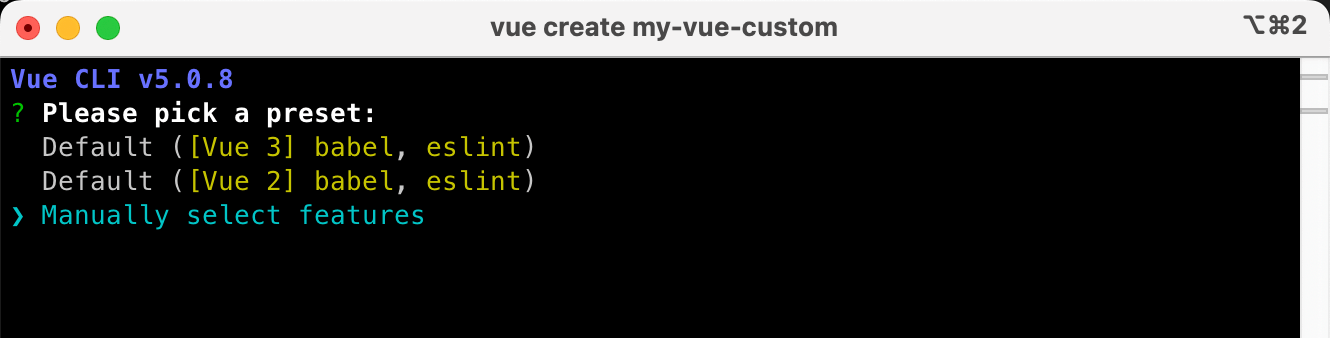 vue create my-vue-custom
⌥⌘2
Vue CLI v5.0.8
? Please pick a preset:
Default ([Vue 3] babel, eslint)
Default ([Vue 2] babel, eslint)
❯ Manually select features